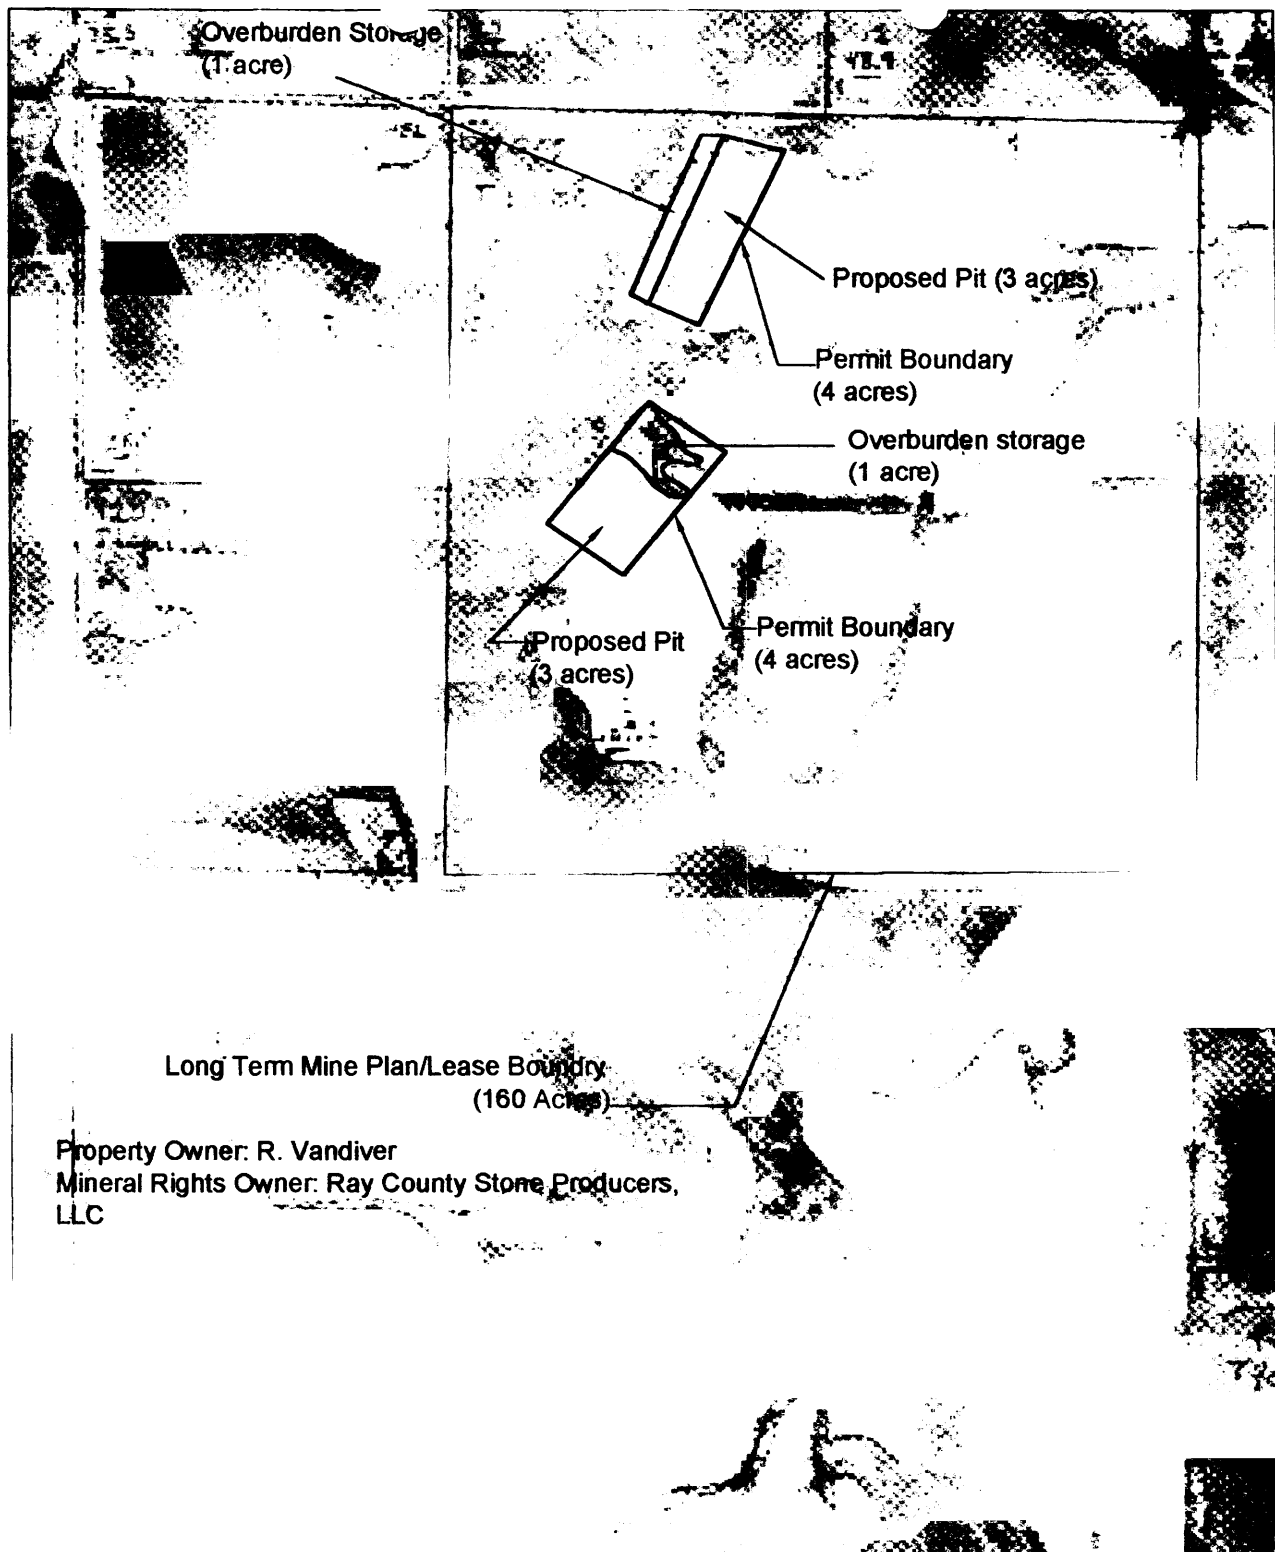 Overburden Storage
(1 acre)
Proposed Pit (3 acres)
Permit Boundary
(4 acres)
Overburden storage
(1 acre)
Proposed Pit
(3 acres)
Permit Boundary
(4 acres)
Long Term Mine Plan/Lease Boundry
(160 Acres)
Property Owner: R. Vandiver
Mineral Rights Owner: Ray County Stone Producers,
LLC